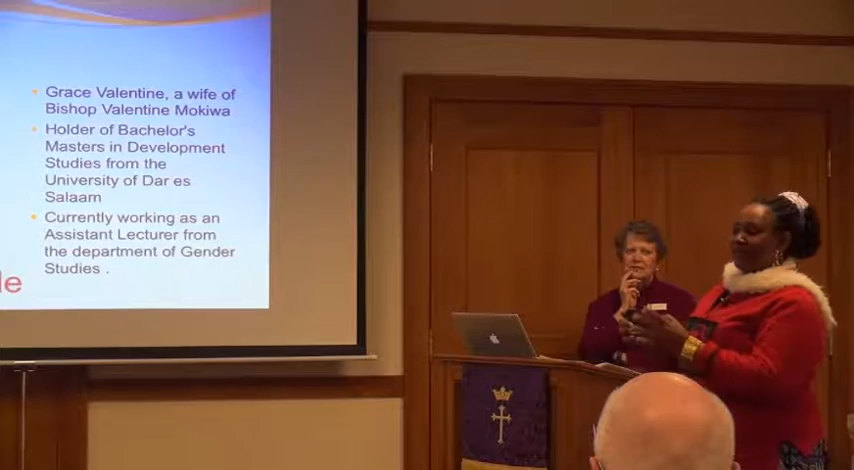 Grace Valentine, a wife of
Bishop Valentine Mokiwa
Holder of Bachelor's
Masters in Development
Studies from the
University of Dar es
Salaam
Currently working as an
Assistant Lecturer from
the department of Gender
Studies .
le